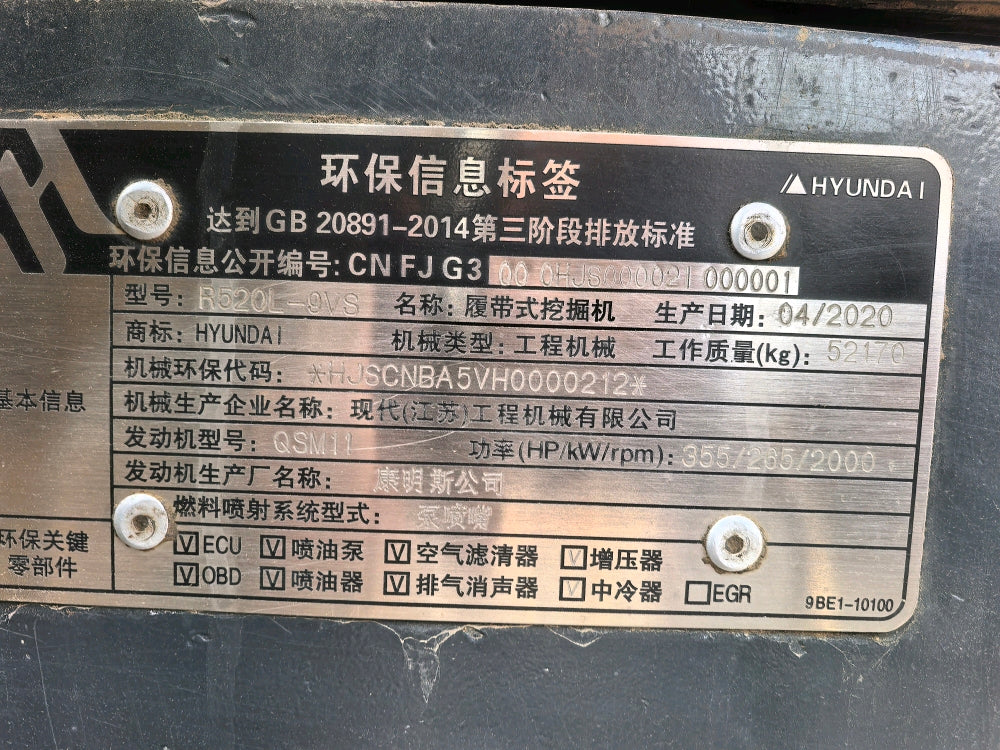 环保信息标签
HYUNDAI
达到GB 20891-2014第三阶段排放标准
环保信息公开编号: CN FJ G3 00 0HJS000021 000001
型号: R520L-9VS 名称: 履带式挖掘机 生产日期: 04/2020
商标: HYUNDAI 机械类型: 工程机械 工作质量(kg): 52170
机械环保代码: *HJSCNBA5VH0000212*
基本信息
机械生产企业名称: 现代(江苏)工程机械有限公司
发动机型号: QSM11 功率(HP/kW/rpm): 355/265/2000
发动机生产厂名称: 康明斯公司
燃料喷射系统型式: 泵喷嘴
环保关键
零部件
☑ECU ☑喷油泵 ☑空气滤清器 ☑增压器
☑OBD ☑喷油器 ☑排气消声器 ☑中冷器 □EGR
9BE1-10100